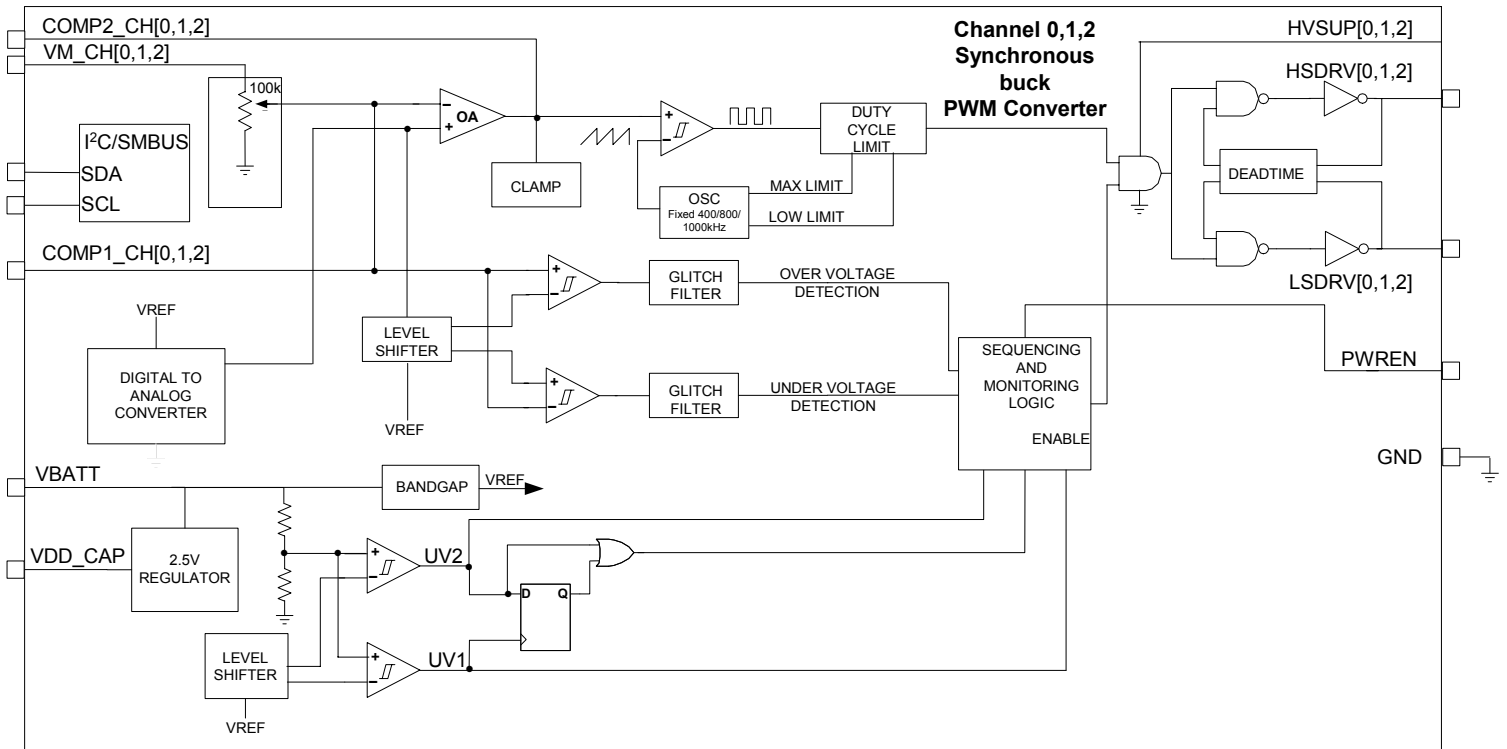 COMP2_CH[0,1,2]
VM_CH[0,1,2]
Channel 0,1,2
Synchronous
buck
PWM Converter
HVSUP[0,1,2]
HSDRV[0,1,2]
100k
OA
−
+
+
−
I²C/SMBUS
SDA
SCL
CLAMP
DUTY
CYCLE
LIMIT
MAX LIMIT
LOW LIMIT
OSC
Fixed 400/800/
1000kHz
DEADTIME
LSDRV[0,1,2]
COMP1_CH[0,1,2]
+
−
GLITCH
FILTER
OVER VOLTAGE
DETECTION
VREF
LEVEL
SHIFTER
VREF
DIGITAL TO
ANALOG
CONVERTER
+
−
GLITCH
FILTER
UNDER VOLTAGE
DETECTION
SEQUENCING
AND
MONITORING
LOGIC
ENABLE
PWREN
GND
VBATT
BANDGAP
VREF
VDD_CAP
2.5V
REGULATOR
+
−
UV2
D
Q
LEVEL
SHIFTER
VREF
+
−
UV1